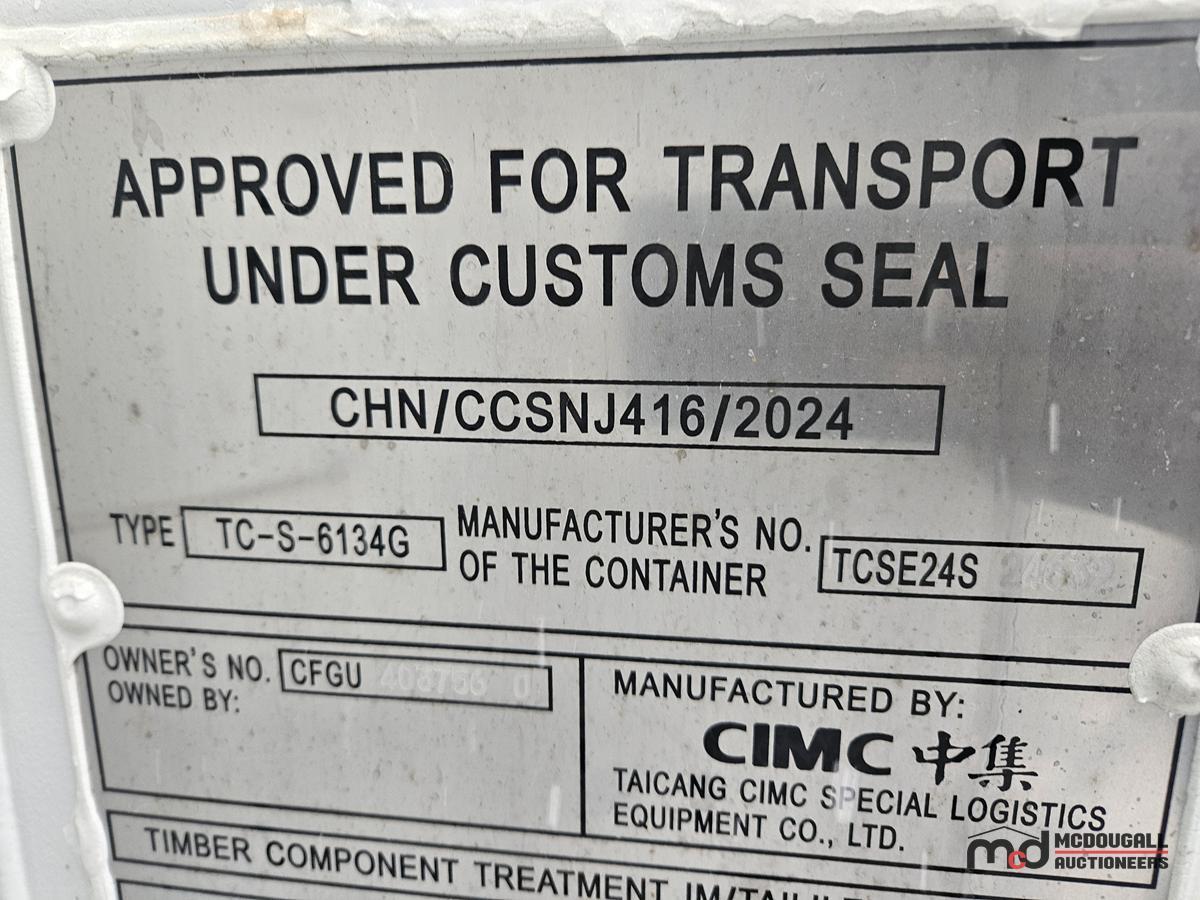 APPROVED FOR TRANSPORT
UNDER CUSTOMS SEAL
CHN/CCSNJ416/2024
TYPE TC-S-6134G
MANUFACTURER'S NO.
OF THE CONTAINER
TCSE24S
OWNER'S NO. CFGU
OWNED BY:
MANUFACTURED BY:
CIMC 中集
TAICANG CIMC SPECIAL LOGISTICS
EQUIPMENT CO., LTD.
TIMBER COMPONENT TREATMENT
mcd MCDOUGALL
AUCTIONEERS